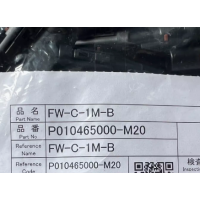 品名 FW-C-1M-B
Part Name
品番 P010465000-M20
Part No.
Reference Name FW-C-1M-B
Reference Code P010465000-M20
検査